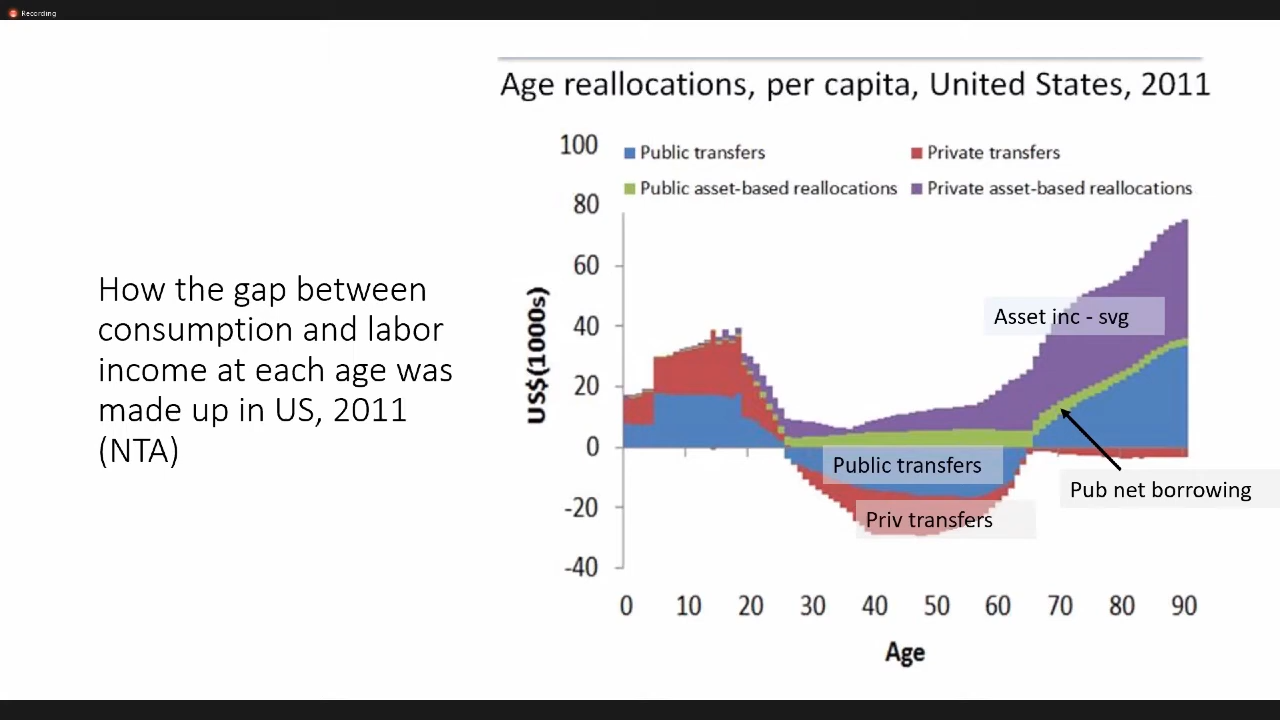 Recording
Age reallocations, per capita, United States, 2011
How the gap between
consumption and labor
income at each age was
made up in US, 2011
(NTA)
100
80
60
40
20
0
-20
-40
US$(1000s)
Public transfers
Private transfers
Public asset-based reallocations
Private asset-based reallocations
Asset inc - svg
Public transfers
Pub net borrowing
Priv transfers
0 10 20 30 40 50 60 70 80 90
Age